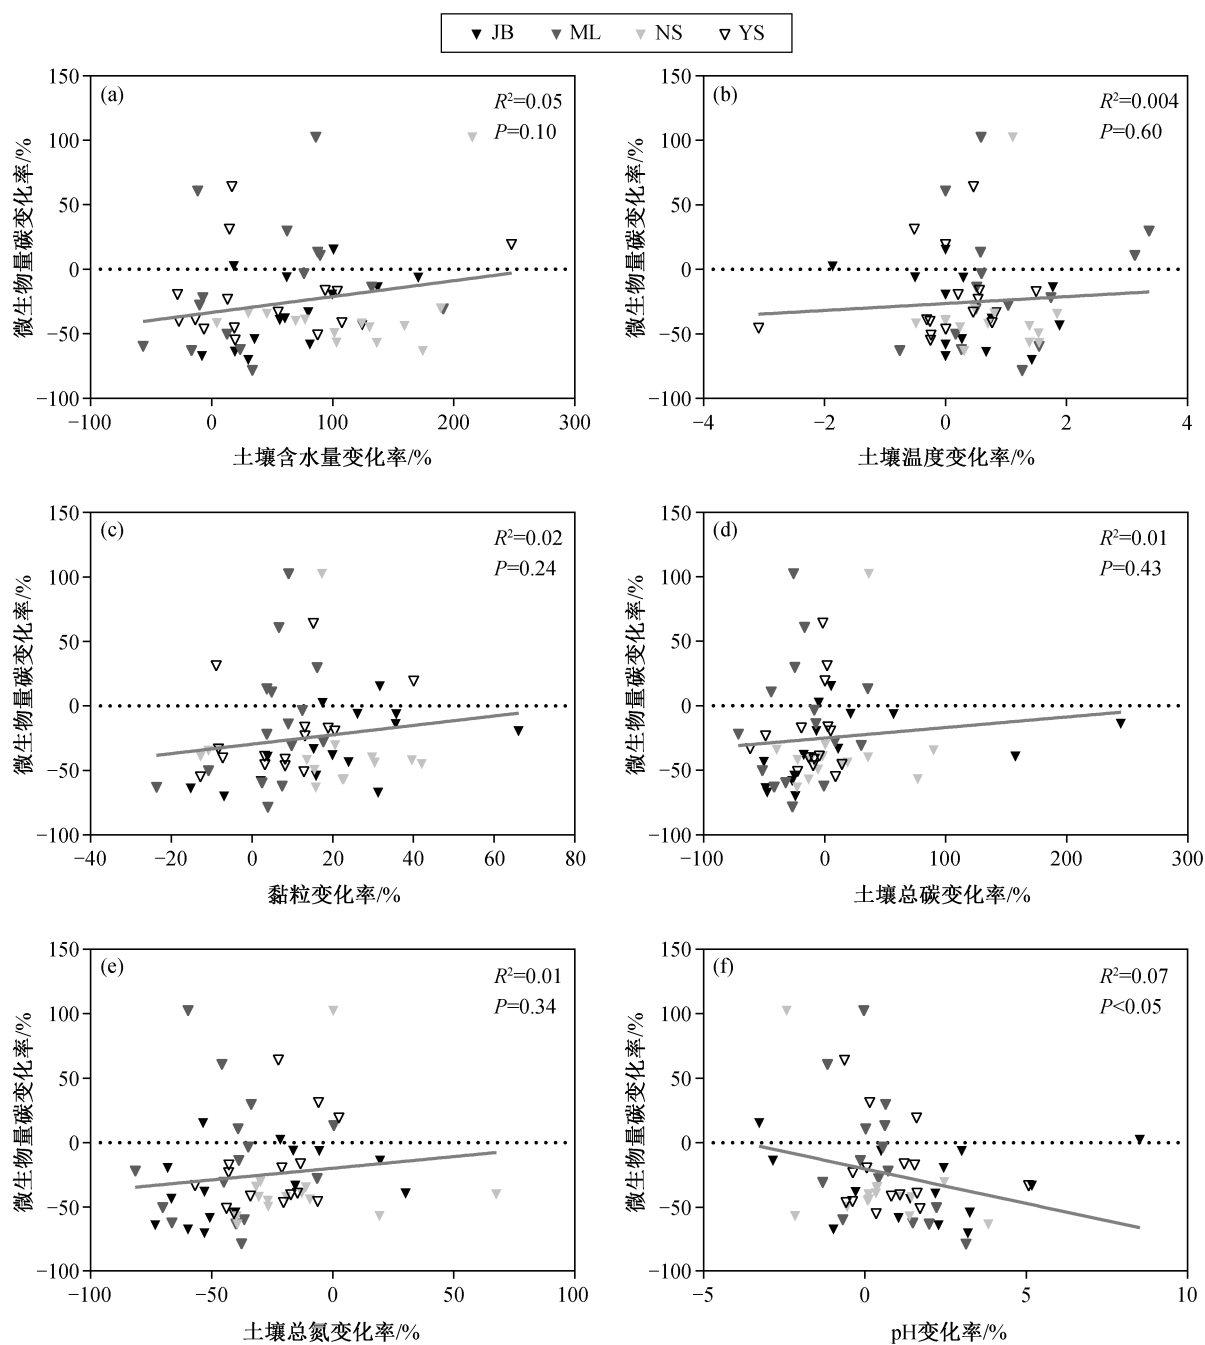 JB ML NS YS
(a)
R²=0.05
P=0.10
微生物量碳变化率/%
150
100
50
0
−50
−100
−100 0 100 200 300
土壤含水量变化率/%
(b)
R²=0.004
P=0.60
微生物量碳变化率/%
150
100
50
0
−50
−100
−4 −2 0 2 4
土壤温度变化率/%
(c)
R²=0.02
P=0.24
微生物量碳变化率/%
150
100
50
0
−50
−100
−40 −20 0 20 40 60 80
黏粒变化率/%
(d)
R²=0.01
P=0.43
微生物量碳变化率/%
150
100
50
0
−50
−100
−100 0 100 200 300
土壤总碳变化率/%
(e)
R²=0.01
P=0.34
微生物量碳变化率/%
150
100
50
0
−50
−100
−100 −50 0 50 100
土壤总氮变化率/%
(f)
R²=0.07
P<0.05
微生物量碳变化率/%
150
100
50
0
−50
−100
−5 0 5 10
pH变化率/%